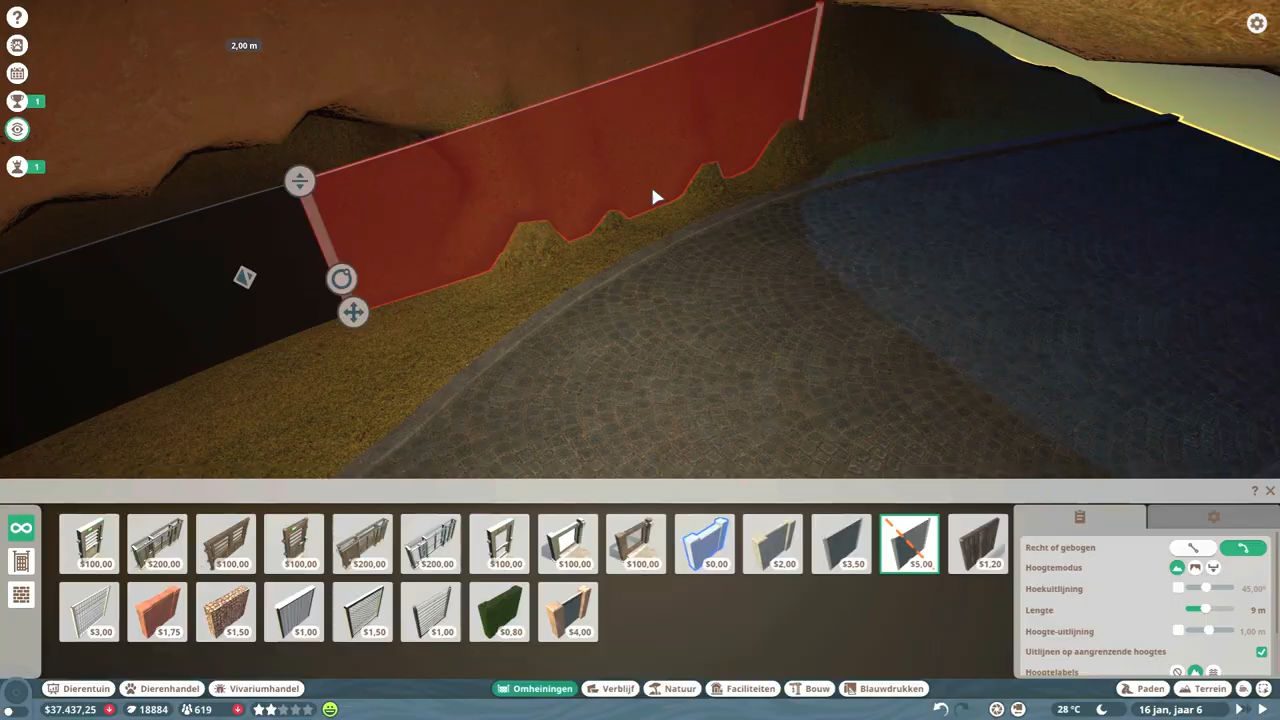 ?
2,00 m
1
1
? ×
$100,00 $200,00 $100,00 $100,00 $200,00 $200,00 $100,00 $100,00 $100,00 $0,00 $2,00 $3,50 $5,00 $1,20
$3,00 $1,75 $1,50 $1,00 $1,50 $1,00 $0,80 $4,00
Recht of gebogen
Hoogtemodus
Hoekuitlijning 45,00°
Lengte 9 m
Hoogte-uitlijning 1,00 m
Uitlijnen op aangrenzende hoogtes
Hoogtelabels
Dierentuin Dierenhandel Vivariumhandel Omheiningen Verblijf Natuur Faciliteiten Bouw Blauwdrukken Paden Terrein
$37.437,25 18884 619 28 °C 16 jan, jaar 6